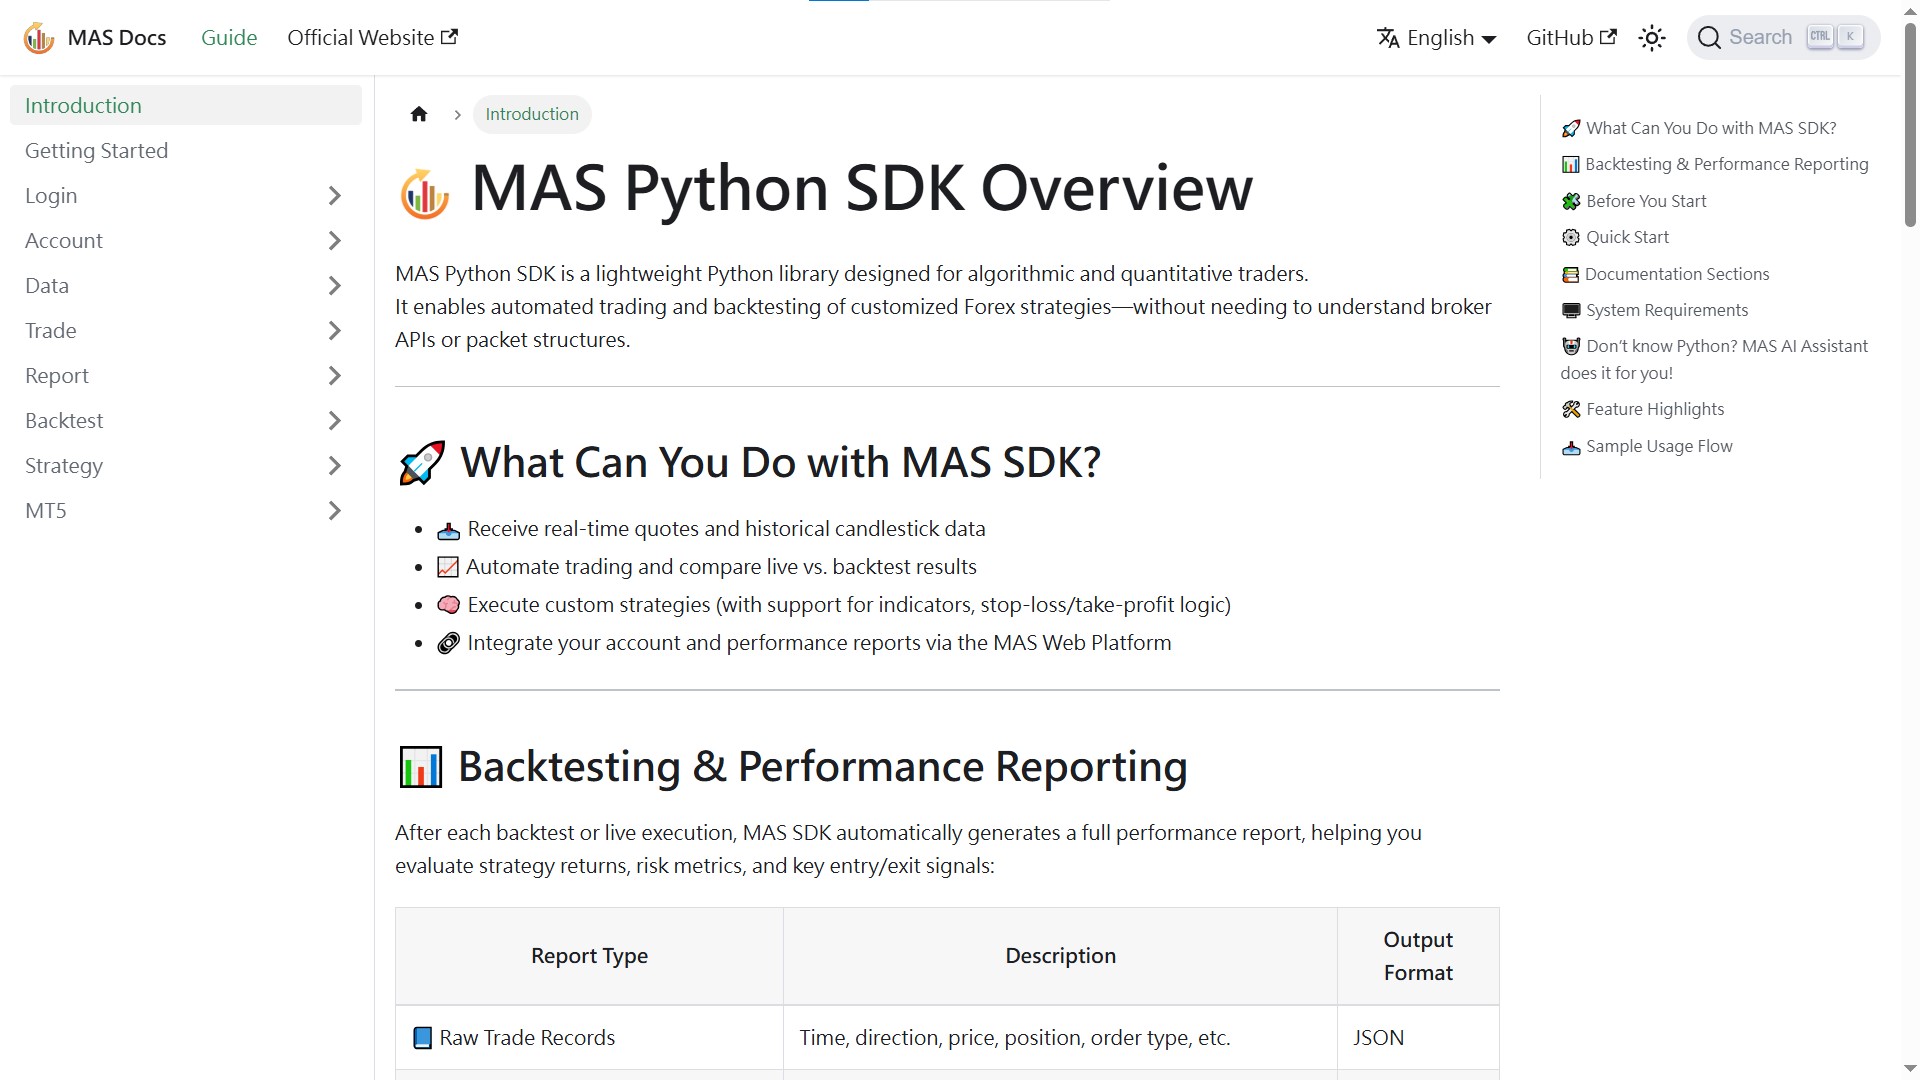 MAS Docs
Guide
Official Website
English
GitHub
Search
CTRL
K
Introduction
Getting Started
Login
Account
Data
Trade
Report
Backtest
Strategy
MT5
Introduction
MAS Python SDK Overview
MAS Python SDK is a lightweight Python library designed for algorithmic and quantitative traders.
It enables automated trading and backtesting of customized Forex strategies—without needing to understand broker
APIs or packet structures.
🚀 What Can You Do with MAS SDK?
• 📥 Receive real-time quotes and historical candlestick data
• 📈 Automate trading and compare live vs. backtest results
• 🧠 Execute custom strategies (with support for indicators, stop-loss/take-profit logic)
• 🔗 Integrate your account and performance reports via the MAS Web Platform
📊 Backtesting & Performance Reporting
After each backtest or live execution, MAS SDK automatically generates a full performance report, helping you
evaluate strategy returns, risk metrics, and key entry/exit signals:
Report Type
Description
Output
Format
📘 Raw Trade Records
Time, direction, price, position, order type, etc.
JSON
🚀 What Can You Do with MAS SDK?
📊 Backtesting & Performance Reporting
🧩 Before You Start
⚙️ Quick Start
📚 Documentation Sections
🖥️ System Requirements
🤖 Don't know Python? MAS AI Assistant
does it for you!
🛠️ Feature Highlights
📥 Sample Usage Flow